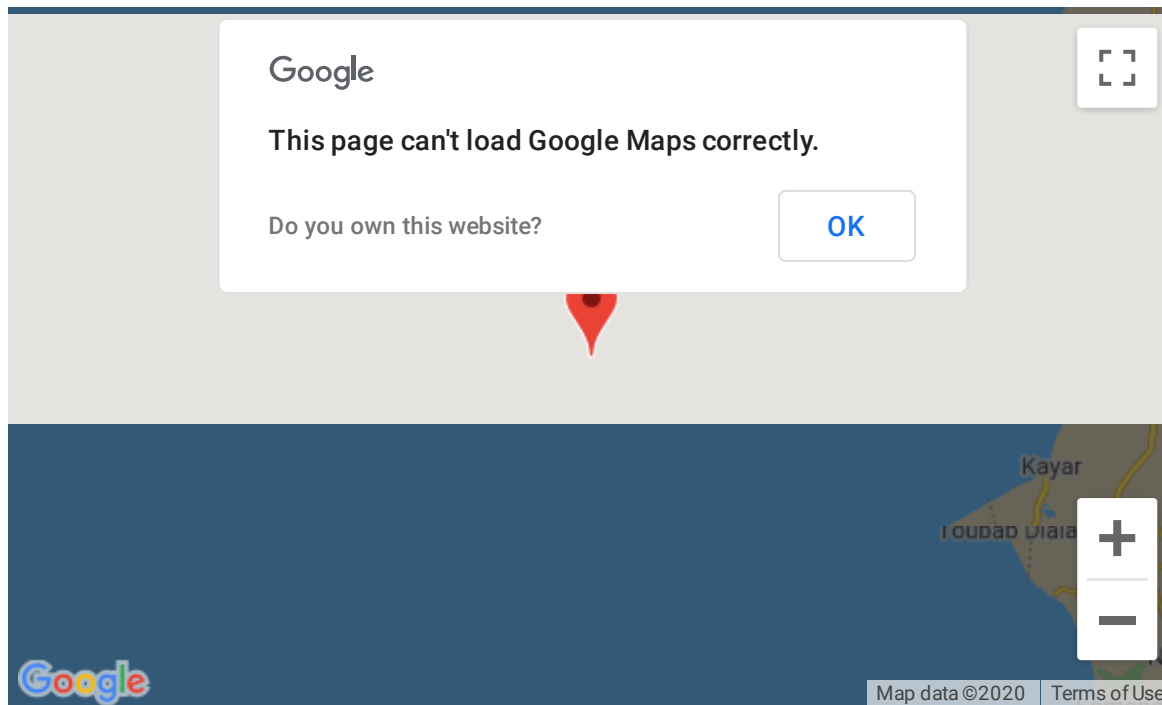 Google
This page can't load Google Maps correctly.
Do you own this website?
OK
Kayar
Toubab Diala
Google
Map data ©2020
Terms of Use